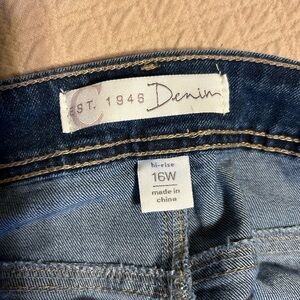 EST. 1946 Denim
hi-rise
16W
made in
china